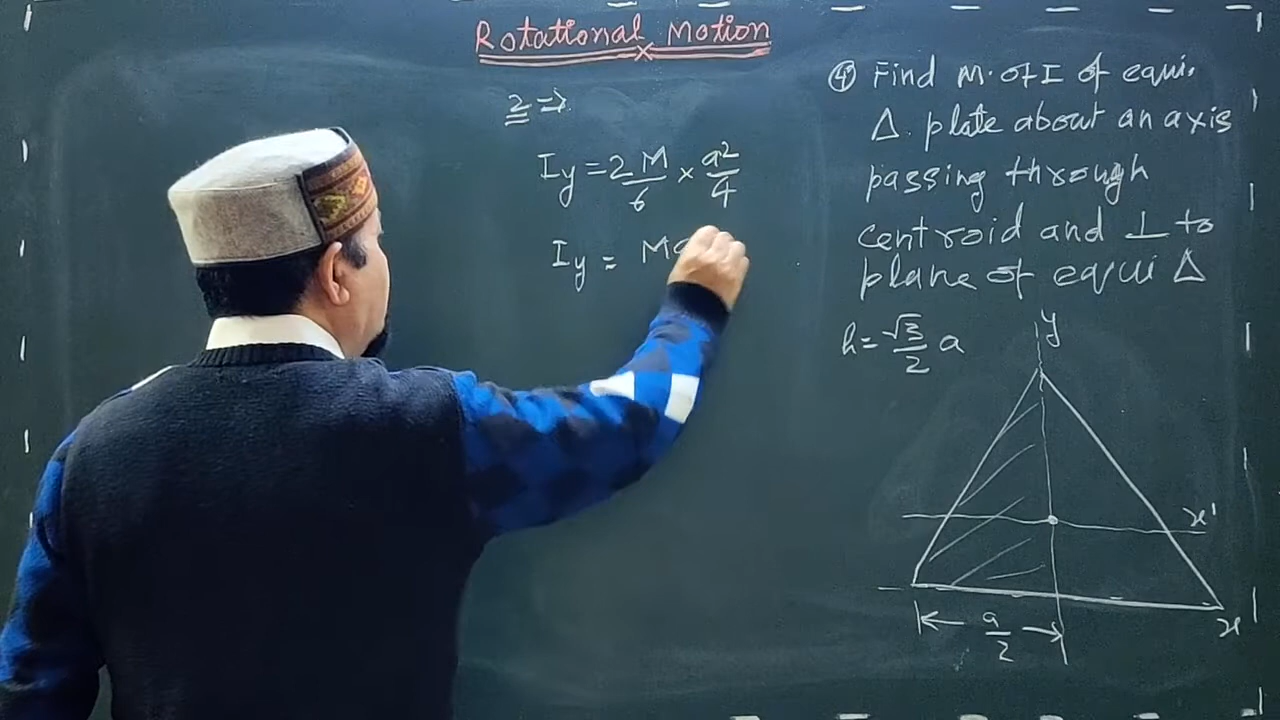 Rotational Motion
2 ⇒
Iy = 2 M/6 × a²/4
Iy = Ma
④ Find M. of I of equi.
Δ. plate about an axis
passing through
centroid and ⊥ to
plane of equi Δ
h = √3/2 a
y
x'
x
a/2